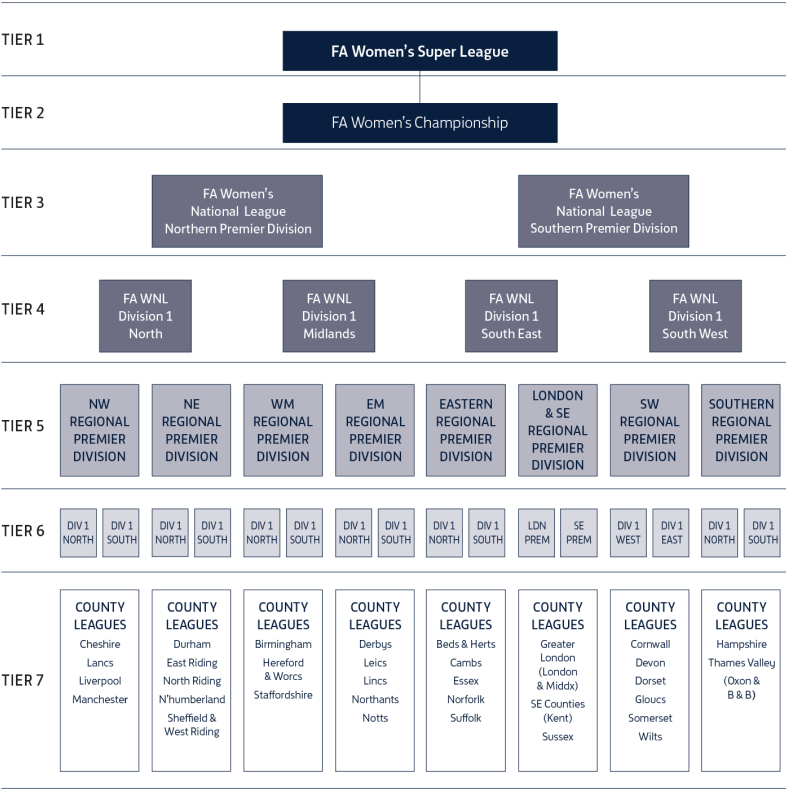 TIER 1
FA Women's Super League
TIER 2
FA Women's Championship
TIER 3
FA Women's
National League
Northern Premier Division
FA Women's
National League
Southern Premier Division
TIER 4
FA WNL
Division 1
North
FA WNL
Division 1
Midlands
FA WNL
Division 1
South East
FA WNL
Division 1
South West
TIER 5
NW
REGIONAL
PREMIER
DIVISION
NE
REGIONAL
PREMIER
DIVISION
WM
REGIONAL
PREMIER
DIVISION
EM
REGIONAL
PREMIER
DIVISION
EASTERN
REGIONAL
PREMIER
DIVISION
LONDON
& SE
REGIONAL
PREMIER
DIVISION
SW
REGIONAL
PREMIER
DIVISION
SOUTHERN
REGIONAL
PREMIER
DIVISION
TIER 6
DIV 1
NORTH
DIV 1
SOUTH
DIV 1
NORTH
DIV 1
SOUTH
DIV 1
NORTH
DIV 1
SOUTH
DIV 1
NORTH
DIV 1
SOUTH
DIV 1
NORTH
DIV 1
SOUTH
LDN
PREM
SE
PREM
DIV 1
WEST
DIV 1
EAST
DIV 1
NORTH
DIV 1
SOUTH
TIER 7
COUNTY
LEAGUES
Cheshire
Lancs
Liverpool
Manchester
COUNTY
LEAGUES
Durham
East Riding
North Riding
N'humberland
Sheffield &
West Riding
COUNTY
LEAGUES
Birmingham
Hereford
& Worcs
Staffordshire
COUNTY
LEAGUES
Derbys
Leics
Lincs
Northants
Notts
COUNTY
LEAGUES
Beds & Herts
Cambs
Essex
Norforlk
Suffolk
COUNTY
LEAGUES
Greater
London
(London
& Middx)
SE Counties
(Kent)
Sussex
COUNTY
LEAGUES
Cornwall
Devon
Dorset
Gloucs
Somerset
Wilts
COUNTY
LEAGUES
Hampshire
Thames Valley
(Oxon &
B & B)